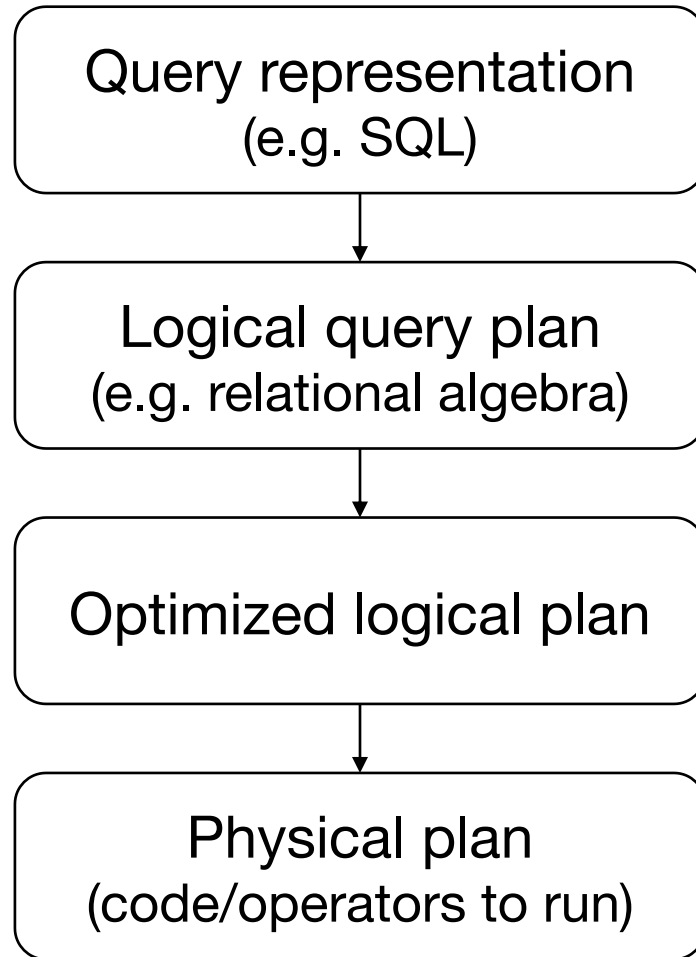 Query representation
(e.g. SQL)
Logical query plan
(e.g. relational algebra)
Optimized logical plan
Physical plan
(code/operators to run)